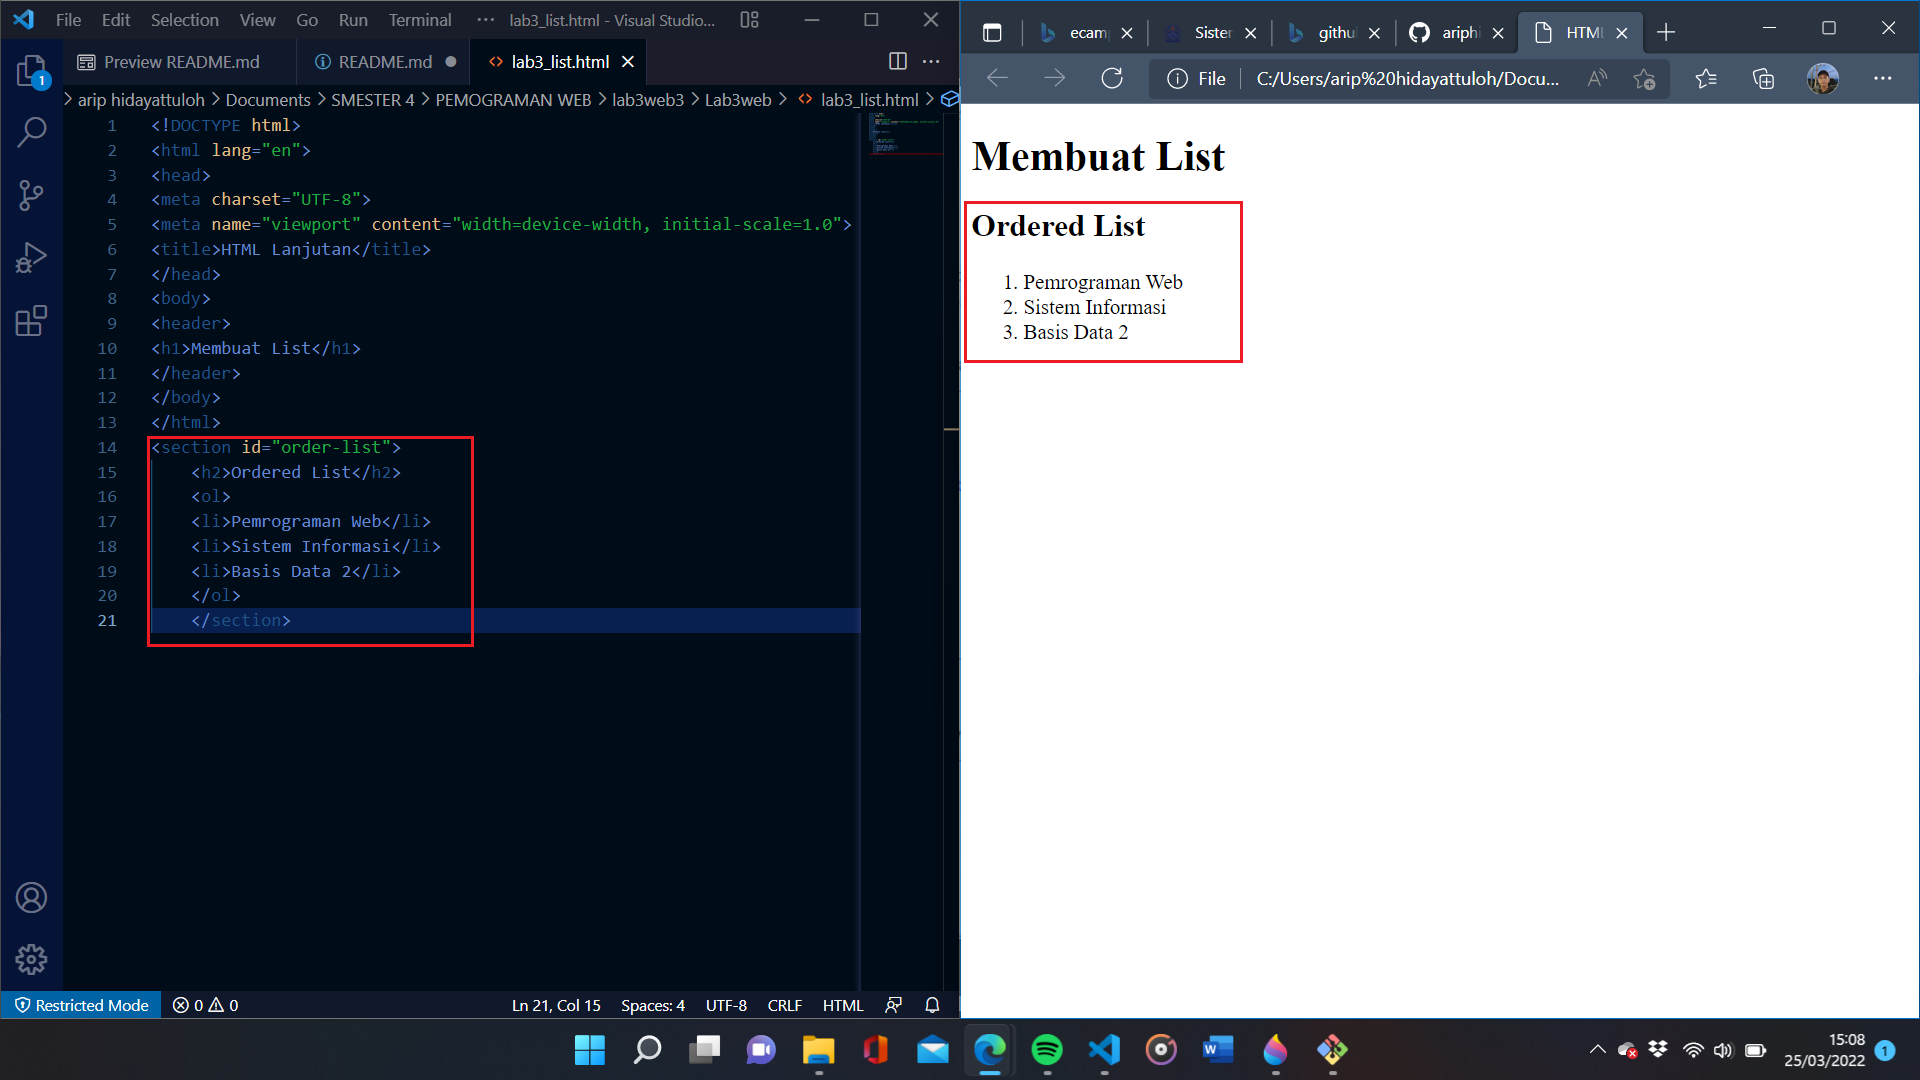 File Edit Selection View Go Run Terminal ··· lab3_list.html - Visual Studio...
Preview README.md README.md lab3_list.html
arip hidayattuloh > Documents > SMESTER 4 > PEMOGRAMAN WEB > lab3web3 > Lab3web > lab3_list.html >
1 <!DOCTYPE html>
2 <html lang="en">
3 <head>
4 <meta charset="UTF-8">
5 <meta name="viewport" content="width=device-width, initial-scale=1.0">
6 <title>HTML Lanjutan</title>
7 </head>
8 <body>
9 <header>
10 <h1>Membuat List</h1>
11 </header>
12 </body>
13 </html>
14 <section id="order-list">
15 <h2>Ordered List</h2>
16 <ol>
17 <li>Pemrograman Web</li>
18 <li>Sistem Informasi</li>
19 <li>Basis Data 2</li>
20 </ol>
21 </section>
1
Restricted Mode 0 0 Ln 21, Col 15 Spaces: 4 UTF-8 CRLF HTML
ecam Sister githu ariphi HTML
File C:/Users/arip%20hidayattuloh/Docu...
Membuat List
Ordered List
1. Pemrograman Web
2. Sistem Informasi
3. Basis Data 2
15:08
25/03/2022 1